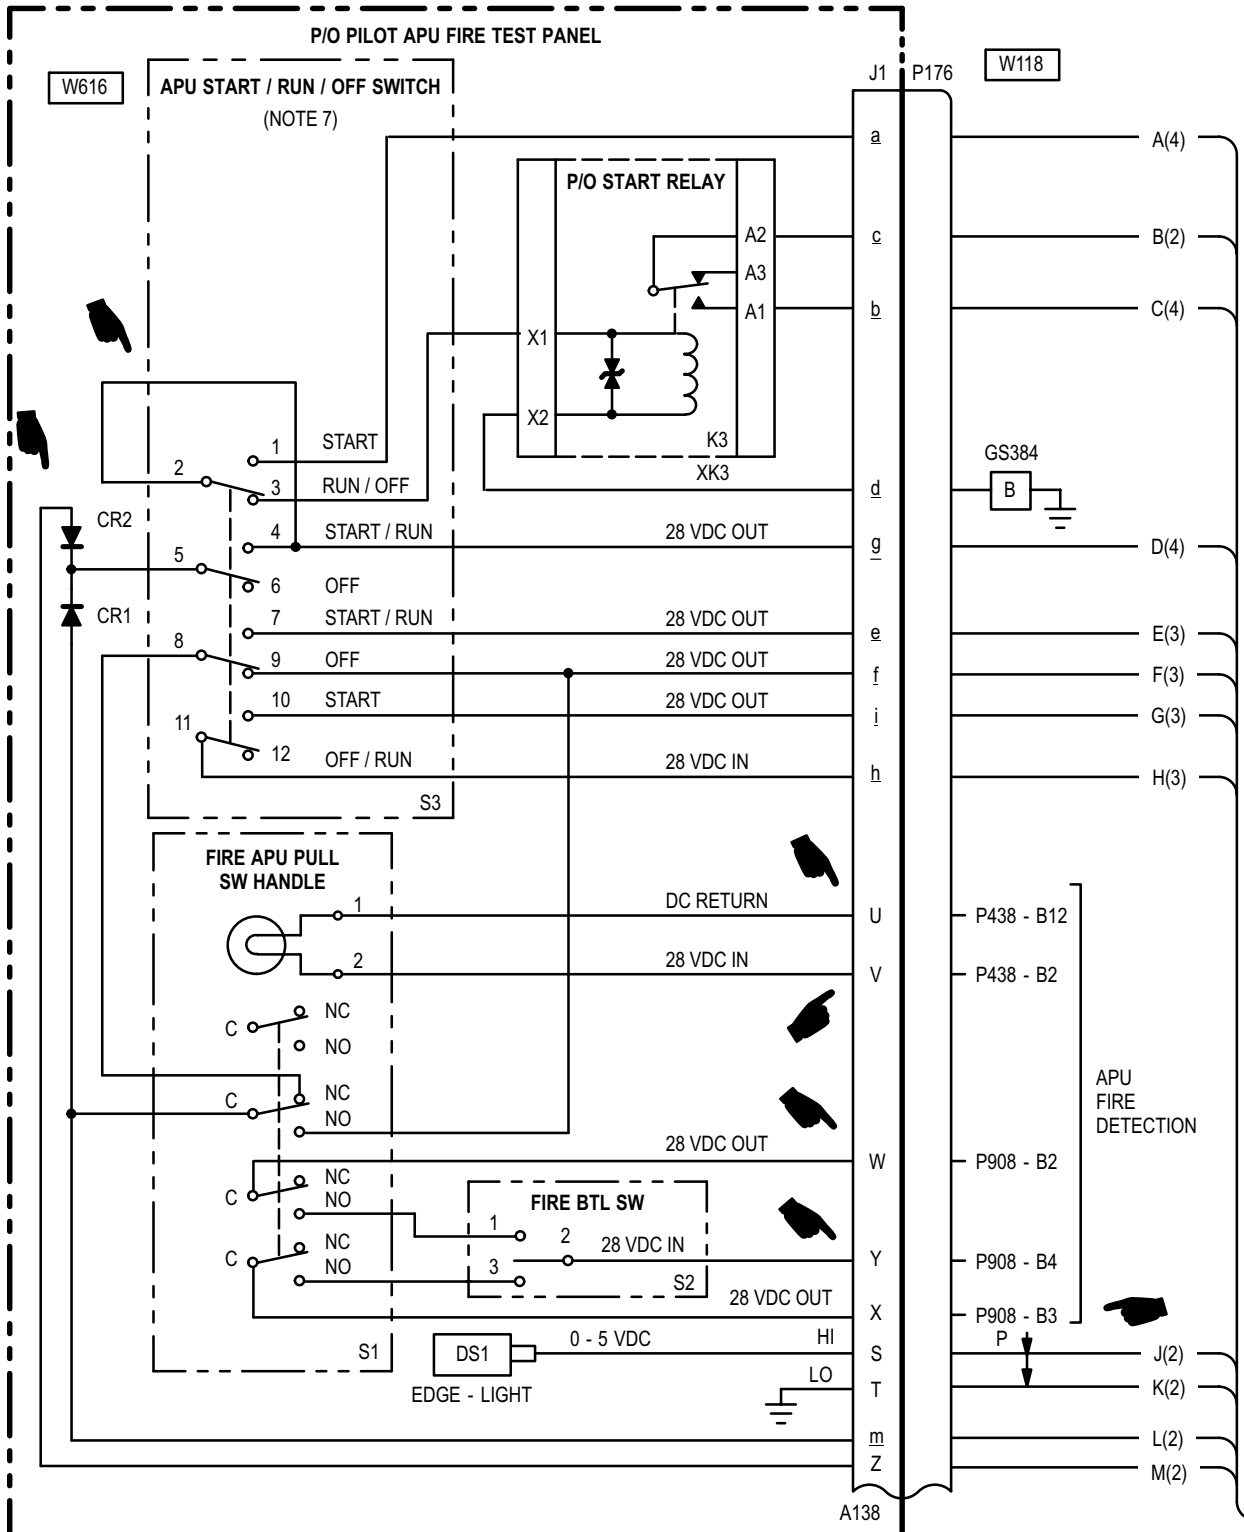 P/O PILOT APU FIRE TEST PANEL
W616
APU START / RUN / OFF SWITCH
(NOTE 7)
J1
P176
W118
a
A(4)
P/O START RELAY
A2
c
B(2)
A3
A1
b
C(4)
X1
X2
K3
XK3
1
START
2
3
RUN / OFF
d
GS384
B
CR2
4
START / RUN
28 VDC OUT
g
D(4)
5
6
OFF
CR1
7
START / RUN
28 VDC OUT
e
E(3)
8
9
OFF
28 VDC OUT
f
F(3)
10
START
28 VDC OUT
i
G(3)
11
12
OFF / RUN
28 VDC IN
h
H(3)
S3
FIRE APU PULL
SW HANDLE
1
DC RETURN
U
P438 - B12
2
28 VDC IN
V
P438 - B2
C
NC
NO
APU
FIRE
DETECTION
C
NC
NO
28 VDC OUT
W
P908 - B2
C
NC
NO
FIRE BTL SW
1
2
28 VDC IN
Y
P908 - B4
C
NC
NO
3
S2
28 VDC OUT
X
P908 - B3
P
S1
DS1
0 - 5 VDC
HI
S
J(2)
EDGE - LIGHT
LO
T
K(2)
m
L(2)
Z
M(2)
A138